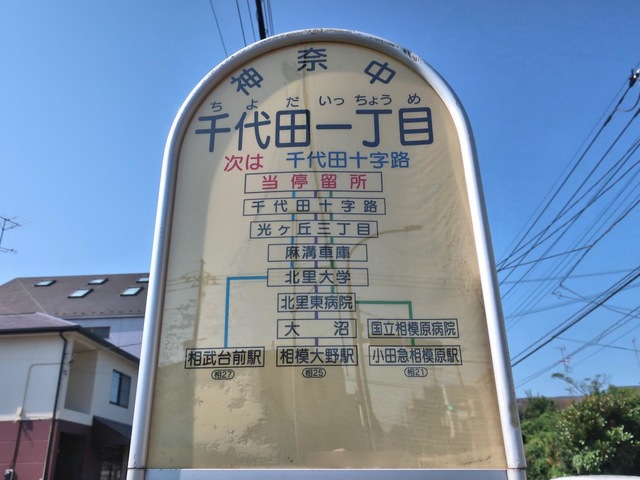 神奈中
ちよだいっちょうめ
千代田一丁目
次は 千代田十字路
当停留所
千代田十字路
光ヶ丘三丁目
麻溝車庫
北里大学
北里東病院
大沼 国立相模原病院
相武台前駅 相模大野駅 小田急相模原駅
相27 相25 相21